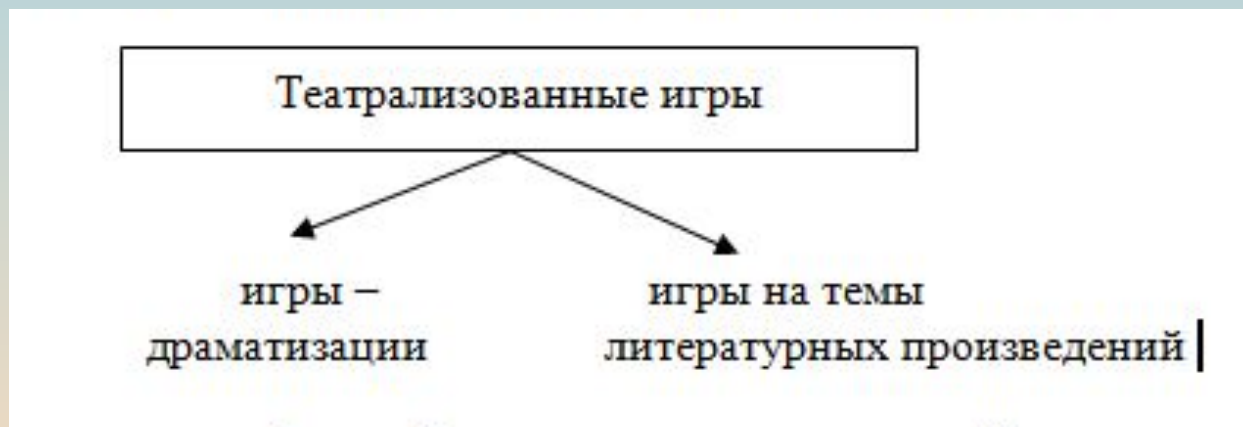 Театрализованные игры
игры –
драматизации
игры на темы
литературных произведений